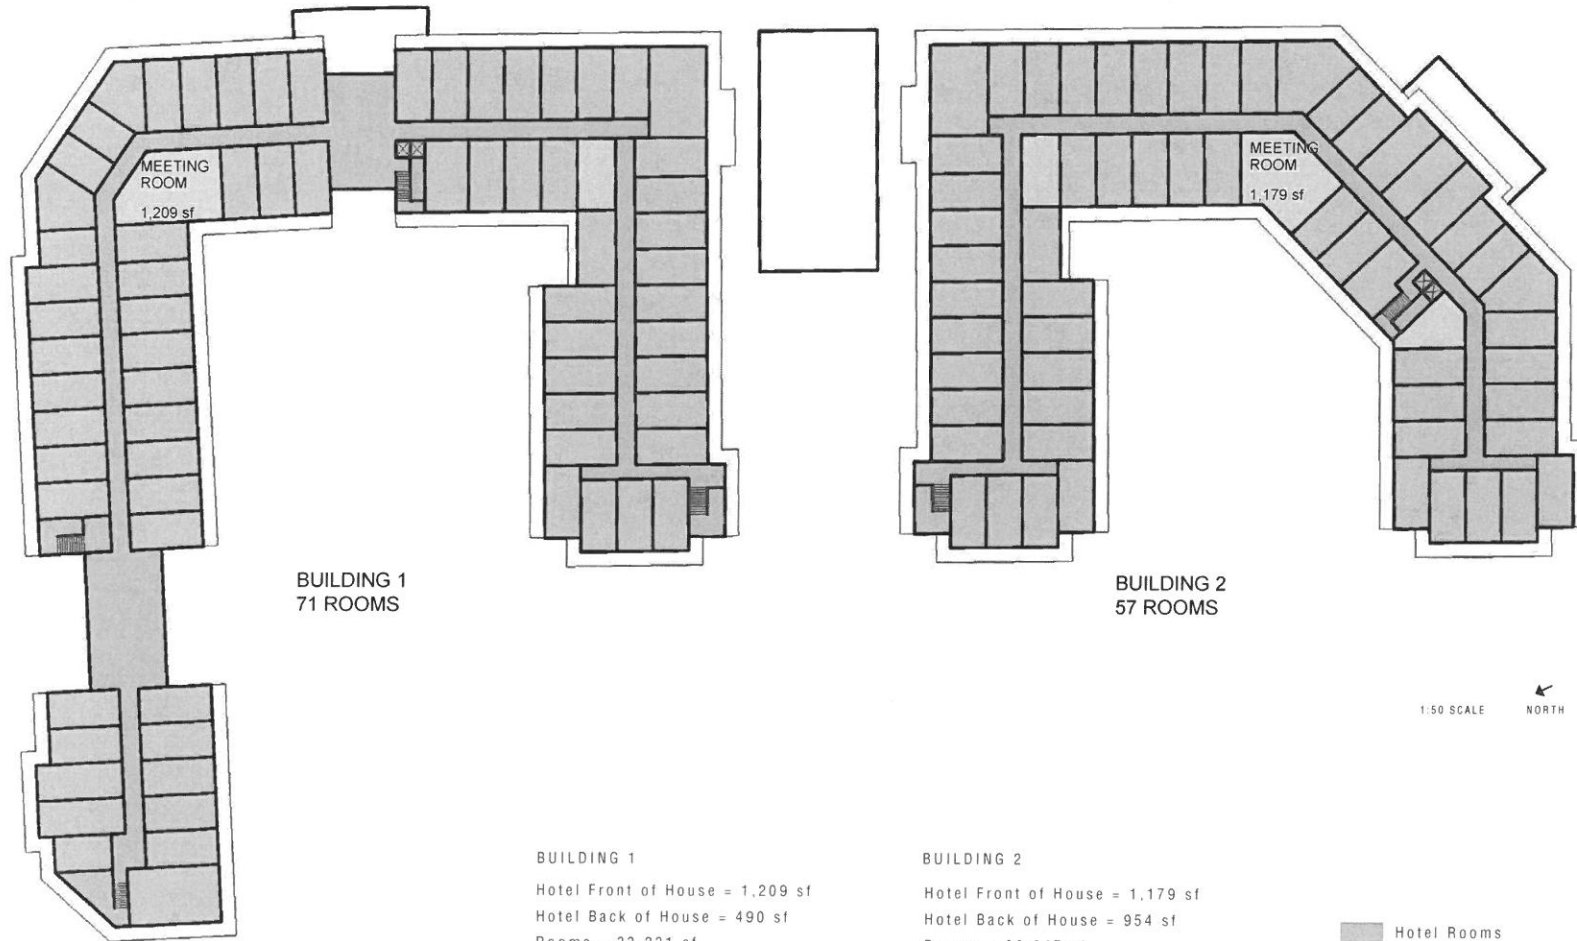 MEETING
ROOM
1,209 sf
MEETING
ROOM
1,179 sf
BUILDING 1
71 ROOMS
BUILDING 2
57 ROOMS
1:50 SCALE
NORTH
BUILDING 1
Hotel Front of House = 1,209 sf
Hotel Back of House = 490 sf
BUILDING 2
Hotel Front of House = 1,179 sf
Hotel Back of House = 954 sf
Hotel Rooms